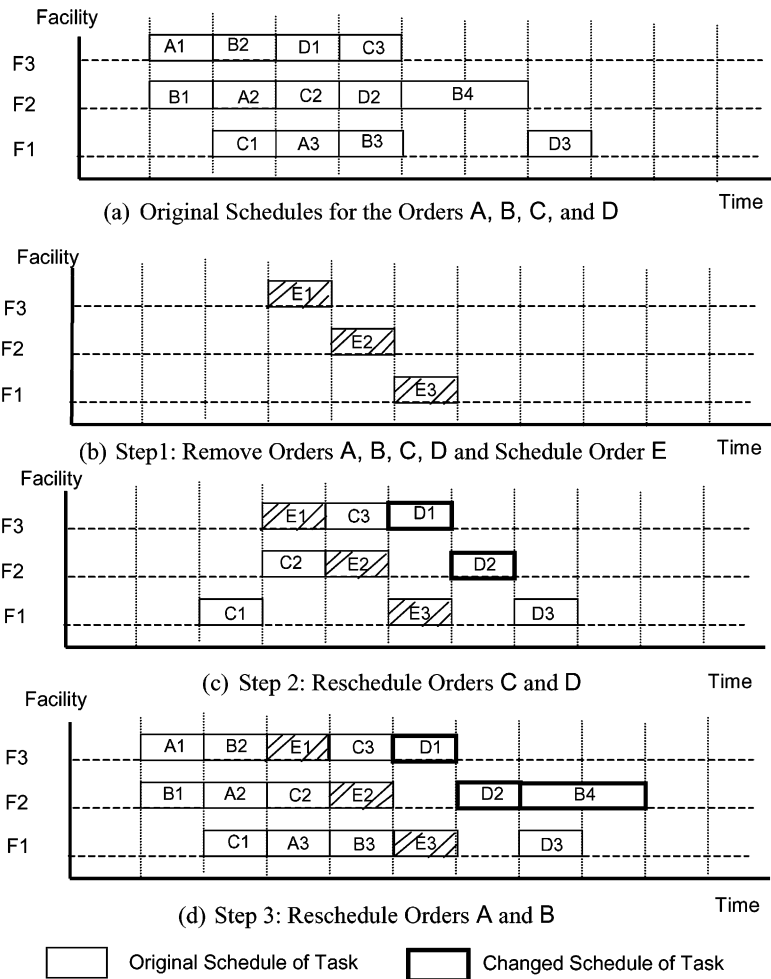 Facility
F3 A1 B2 D1 C3
F2 B1 A2 C2 D2 B4
F1 C1 A3 B3 D3
Time
(a) Original Schedules for the Orders A, B, C, and D
Facility
F3 E1
F2 E2
F1 E3
Time
(b) Step1: Remove Orders A, B, C, D and Schedule Order E
Facility
F3 E1 C3 D1
F2 C2 E2 D2
F1 C1 E3 D3
Time
(c) Step 2: Reschedule Orders C and D
Facility
F3 A1 B2 E1 C3 D1
F2 B1 A2 C2 E2 D2 B4
F1 C1 A3 B3 E3 D3
Time
(d) Step 3: Reschedule Orders A and B
Original Schedule of Task Changed Schedule of Task